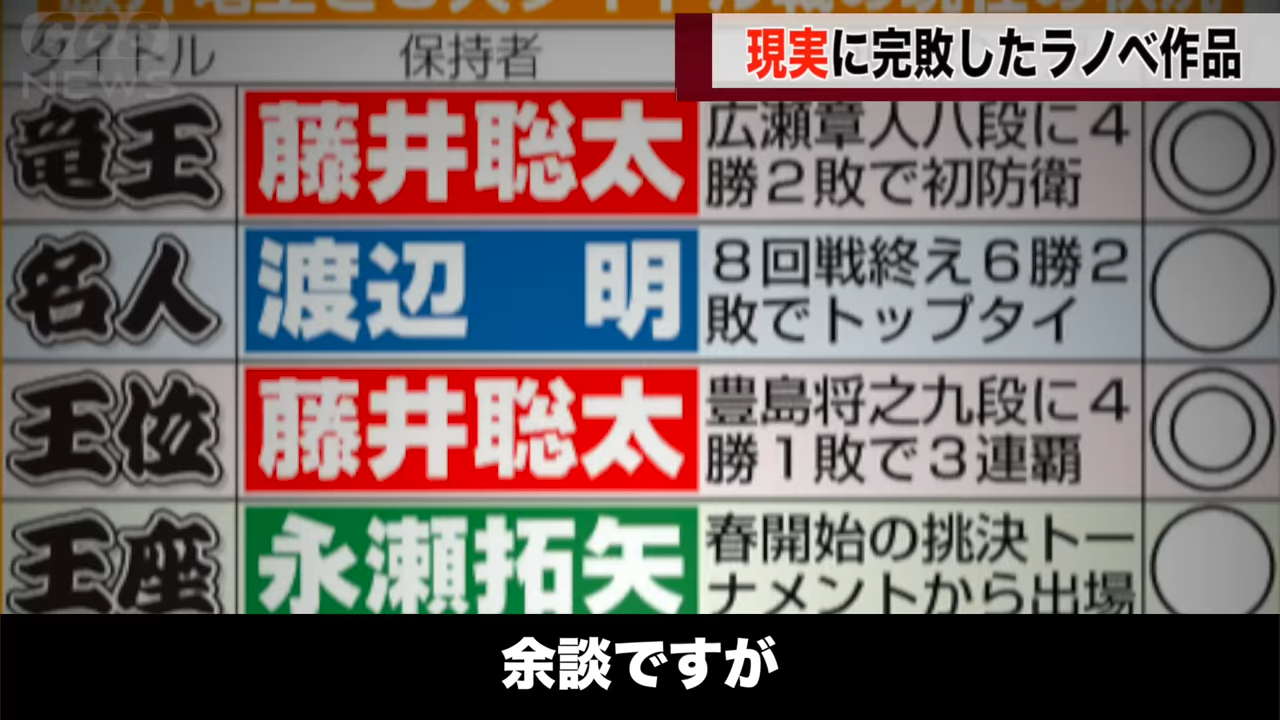 現実に完敗したラノベ作品
NEWS
タイトル
保持者
竜王
藤井聡太
広瀬章人八段に4
勝2敗で初防衛
名人
渡辺 明
8回戦終え6勝2
敗でトップタイ
王位
藤井聡太
豊島将之九段に4
勝1敗で3連覇
王座
永瀬拓矢
春開始の挑決トー
ナメントから出場
余談ですが